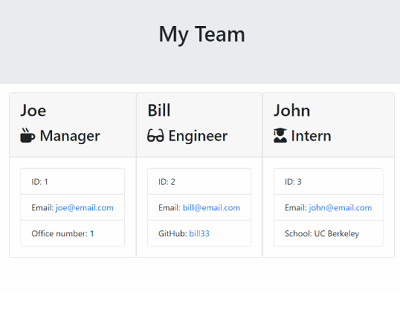 My Team
Joe
Manager
ID: 1
Email: joe@email.com
Office number: 1
Bill
Engineer
ID: 2
Email: bill@email.com
GitHub: bill33
John
Intern
ID: 3
Email: john@email.com
School: UC Berkeley